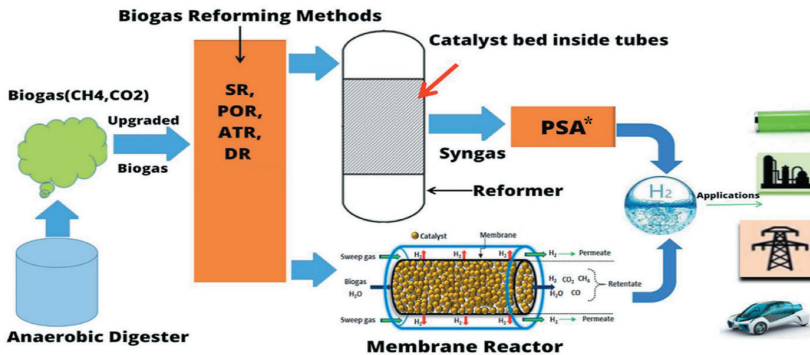 Biogas Reforming Methods
Catalyst bed inside tubes
Biogas(CH4,CO2)
Upgraded
Biogas
SR,
POR,
ATR,
DR
Syngas
PSA*
Reformer
H₂
Applications
Anaerobic Digester
Catalyst
Membrane
Sweep gas
H₂
H₂
H₂
H₂ → Permeate
Biogas
H₂O
H₂ CO₂ CH₄
H₂O CO
Retentate
Sweep gas
H₂
H₂
H₂
H₂ → Permeate
Membrane Reactor